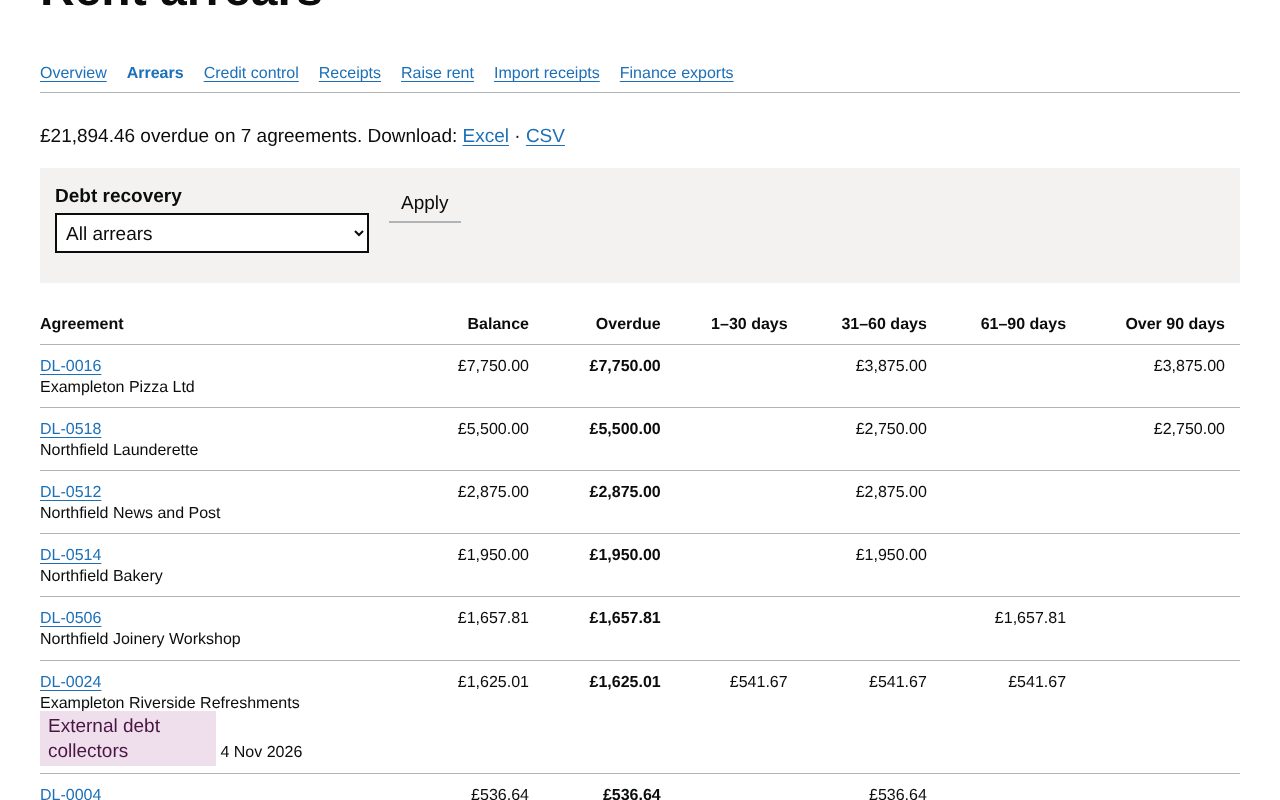 Rent arrears
Overview Arrears Credit control Receipts Raise rent Import receipts Finance exports
£21,894.46 overdue on 7 agreements. Download: Excel · CSV
Debt recovery
Apply
All arrears
Agreement Balance Overdue 1–30 days 31–60 days 61–90 days Over 90 days
DL-0016 £7,750.00 £7,750.00 £3,875.00 £3,875.00
Exampleton Pizza Ltd
DL-0518 £5,500.00 £5,500.00 £2,750.00 £2,750.00
Northfield Launderette
DL-0512 £2,875.00 £2,875.00 £2,875.00
Northfield News and Post
DL-0514 £1,950.00 £1,950.00 £1,950.00
Northfield Bakery
DL-0506 £1,657.81 £1,657.81 £1,657.81
Northfield Joinery Workshop
DL-0024 £1,625.01 £1,625.01 £541.67 £541.67 £541.67
Exampleton Riverside Refreshments
External debt
collectors 4 Nov 2026
DL-0004 £536.64 £536.64 £536.64